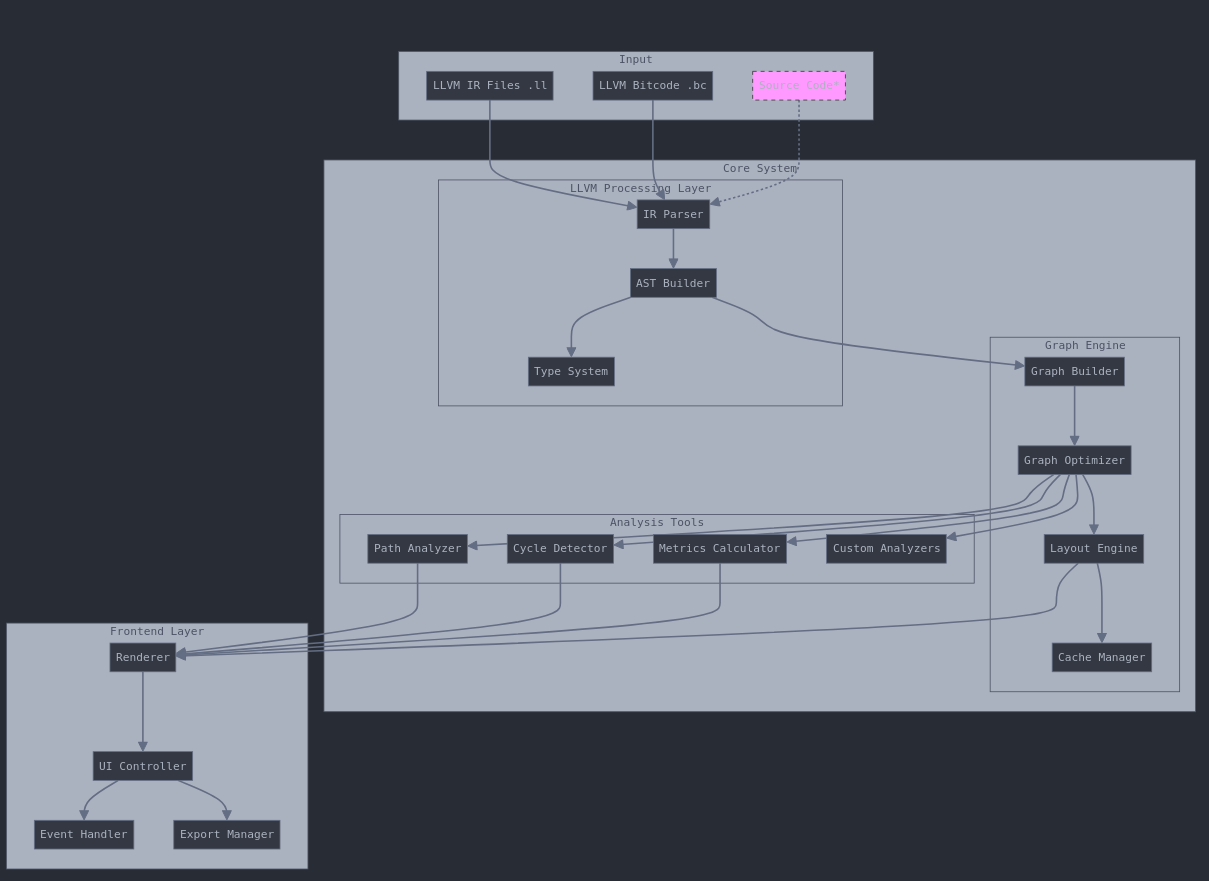 Input
LLVM IR Files .ll
LLVM Bitcode .bc
Source Code*
Core System
LLVM Processing Layer
IR Parser
AST Builder
Type System
Graph Engine
Graph Builder
Graph Optimizer
Analysis Tools
Path Analyzer
Cycle Detector
Metrics Calculator
Custom Analyzers
Layout Engine
Cache Manager
Frontend Layer
Renderer
UI Controller
Event Handler
Export Manager